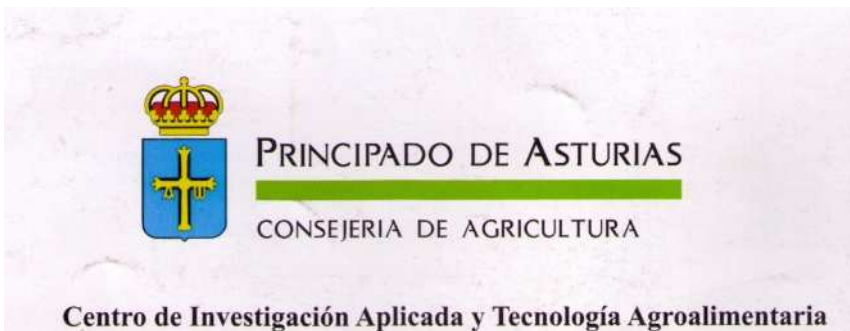 PRINCIPADO DE ASTURIAS
CONSEJERIA DE AGRICULTURA
Centro de Investigación Aplicada y Tecnología Agroalimentaria